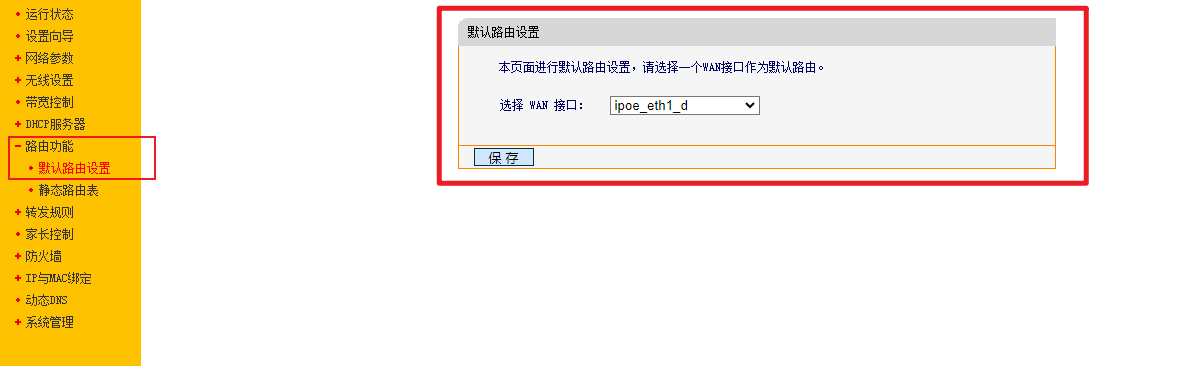 运行状态
设置向导
网络参数
无线设置
带宽控制
DHCP服务器
路由功能
默认路由设置
静态路由表
转发规则
家长控制
防火墙
IP与MAC绑定
动态DNS
系统管理
默认路由设置
本页面进行默认路由设置，请选择一个WAN接口作为默认路由。
选择 WAN 接口： ipoe_eth1_d
保 存